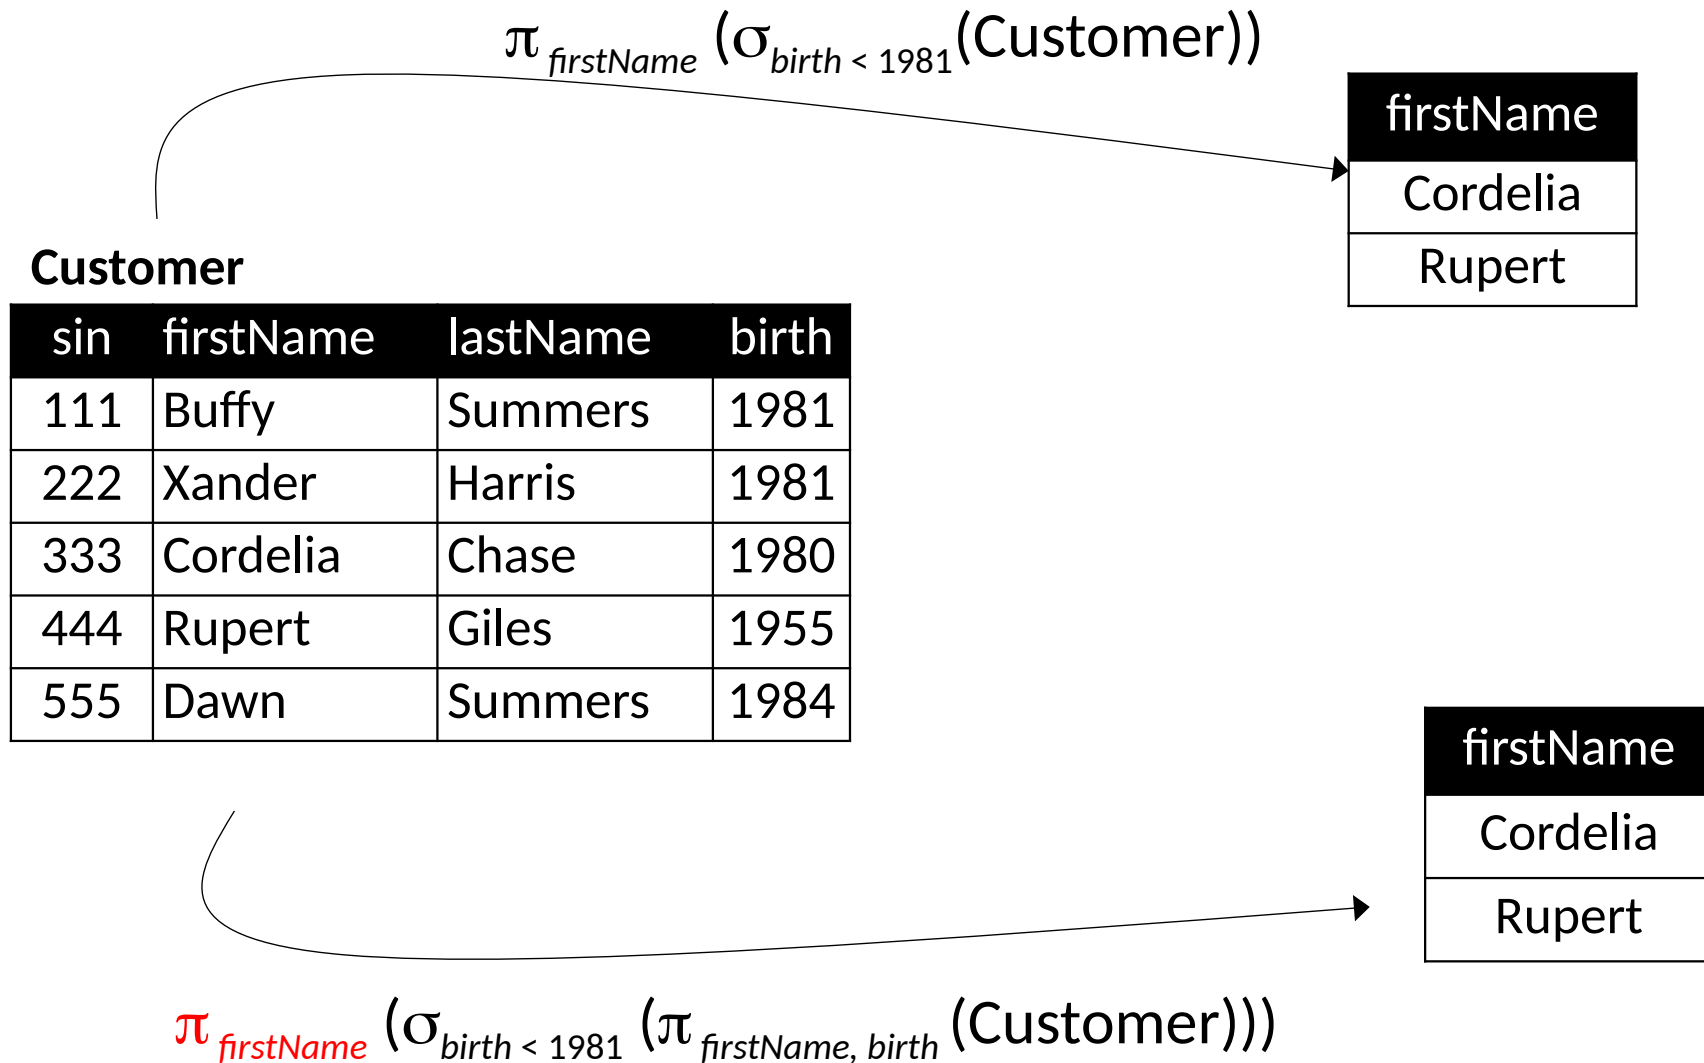 π firstName (σ birth < 1981 (Customer))
firstName
Cordelia
Rupert
Customer
sin firstName lastName birth
111 Buffy Summers 1981
222 Xander Harris 1981
333 Cordelia Chase 1980
444 Rupert Giles 1955
555 Dawn Summers 1984
firstName
Cordelia
Rupert
π firstName (σ birth < 1981 (π firstName, birth (Customer)))